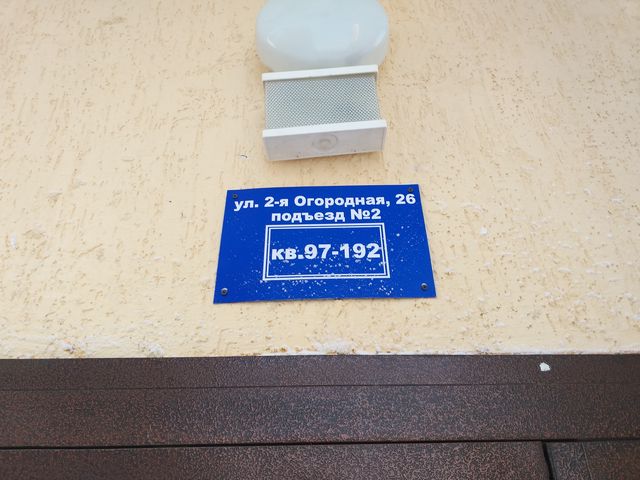 ул. 2-я Огородная, 26
подъезд №2
кв.97-192